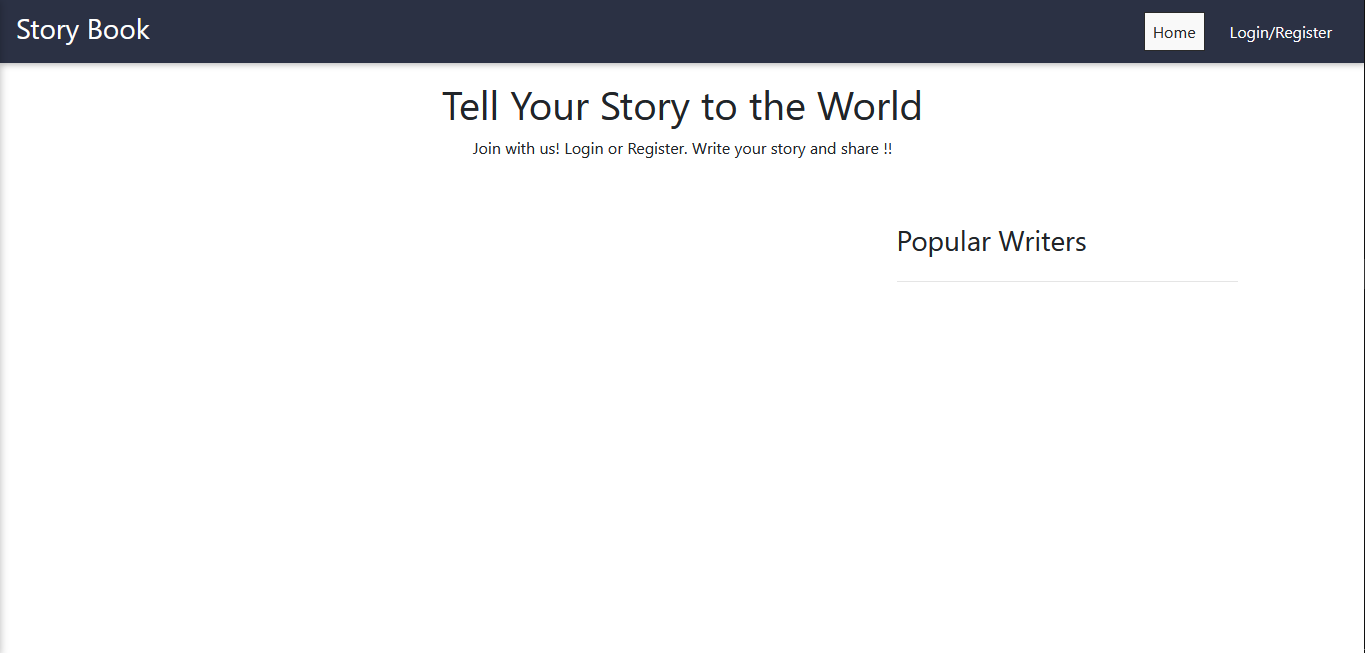 Story Book
Home
Login/Register
Tell Your Story to the World
Join with us! Login or Register. Write your story and share !!
Popular Writers